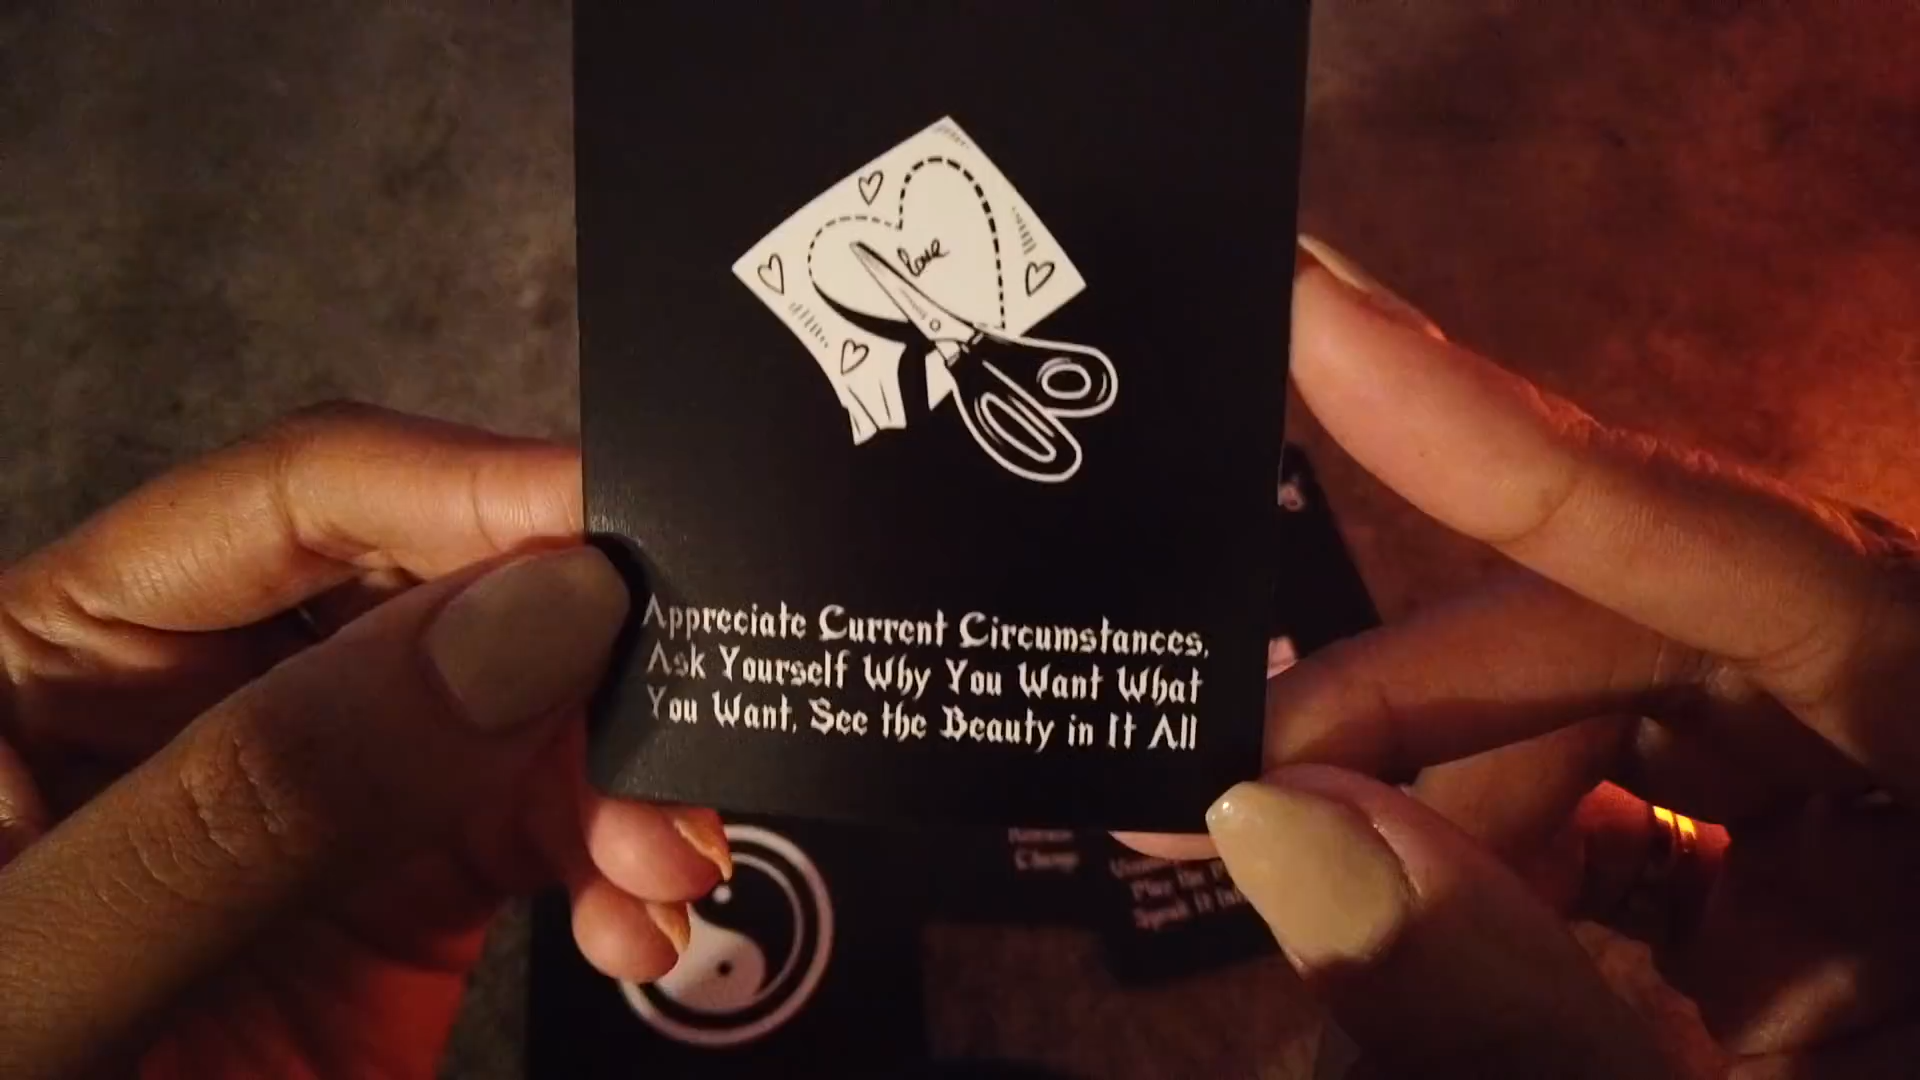 love
Appreciate Current Circumstances,
Ask Yourself Why You Want What
You Want, See the Beauty in It All